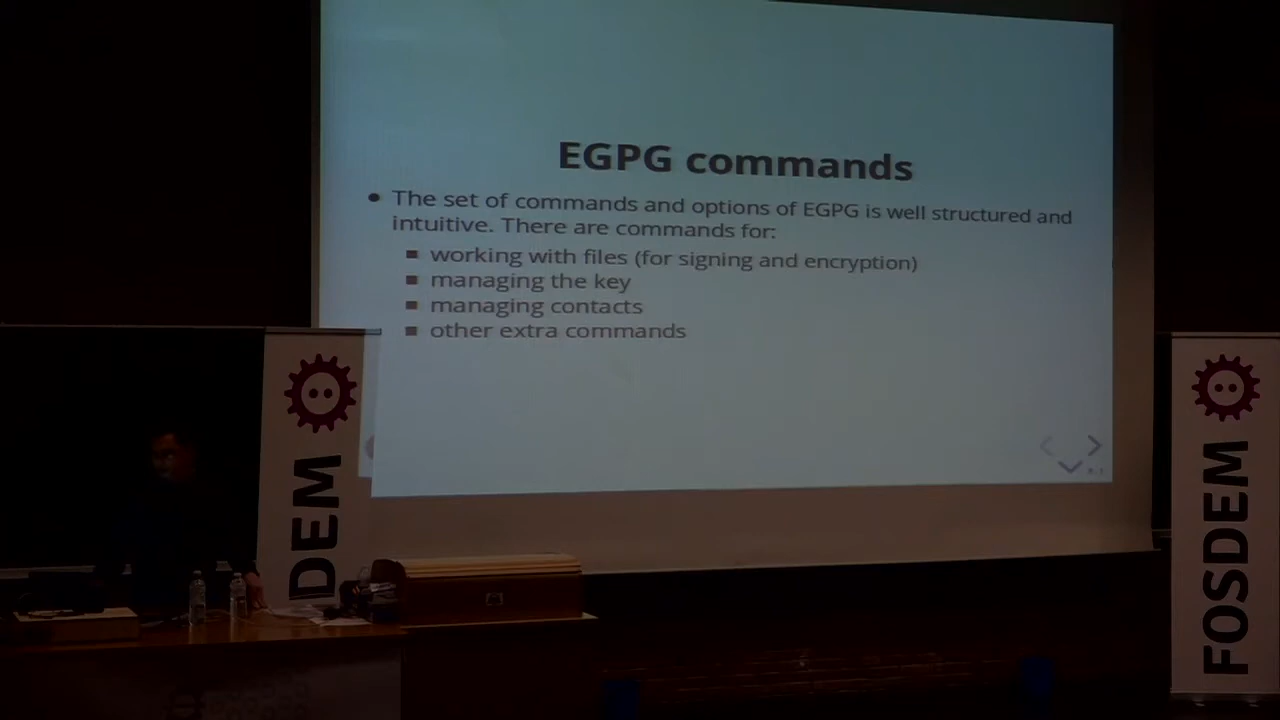 EGPG commands
• The set of commands and options of EGPG is well structured and
intuitive. There are commands for:
▪ working with files (for signing and encryption)
▪ managing the key
▪ managing contacts
▪ other extra commands
DEM
FOSDEM